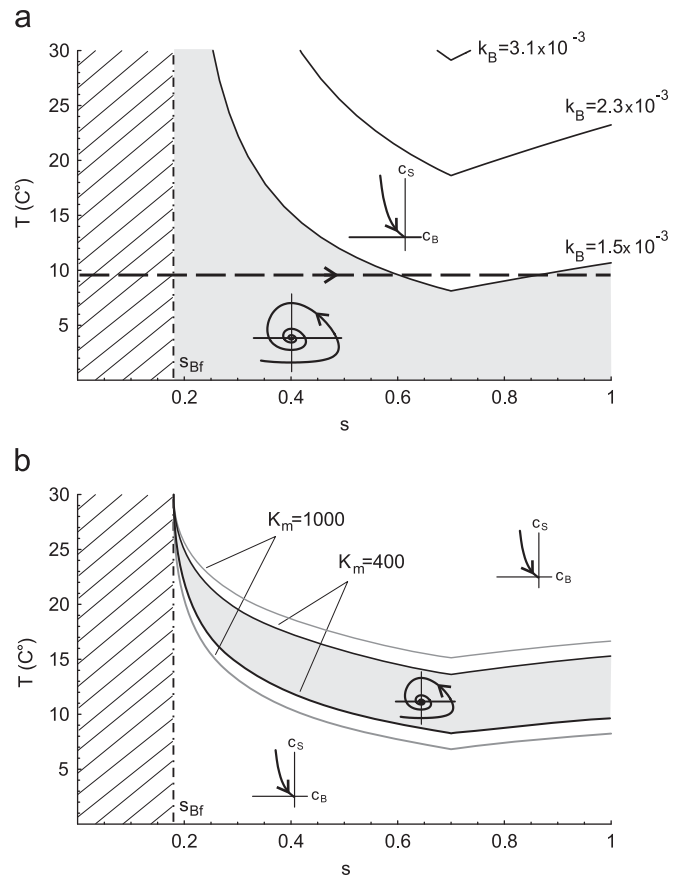 a
30
25
20
15
10
5
T (C°)
k_B=3.1x10^-3
k_B=2.3x10^-3
k_B=1.5x10^-3
c_S
c_B
s_Bf
0.2 0.4 0.6 0.8 1
s
b
30
25
20
15
10
5
T (C°)
K_m=1000
K_m=400
c_S
c_B
c_S
c_B
s_Bf
0.2 0.4 0.6 0.8 1
s